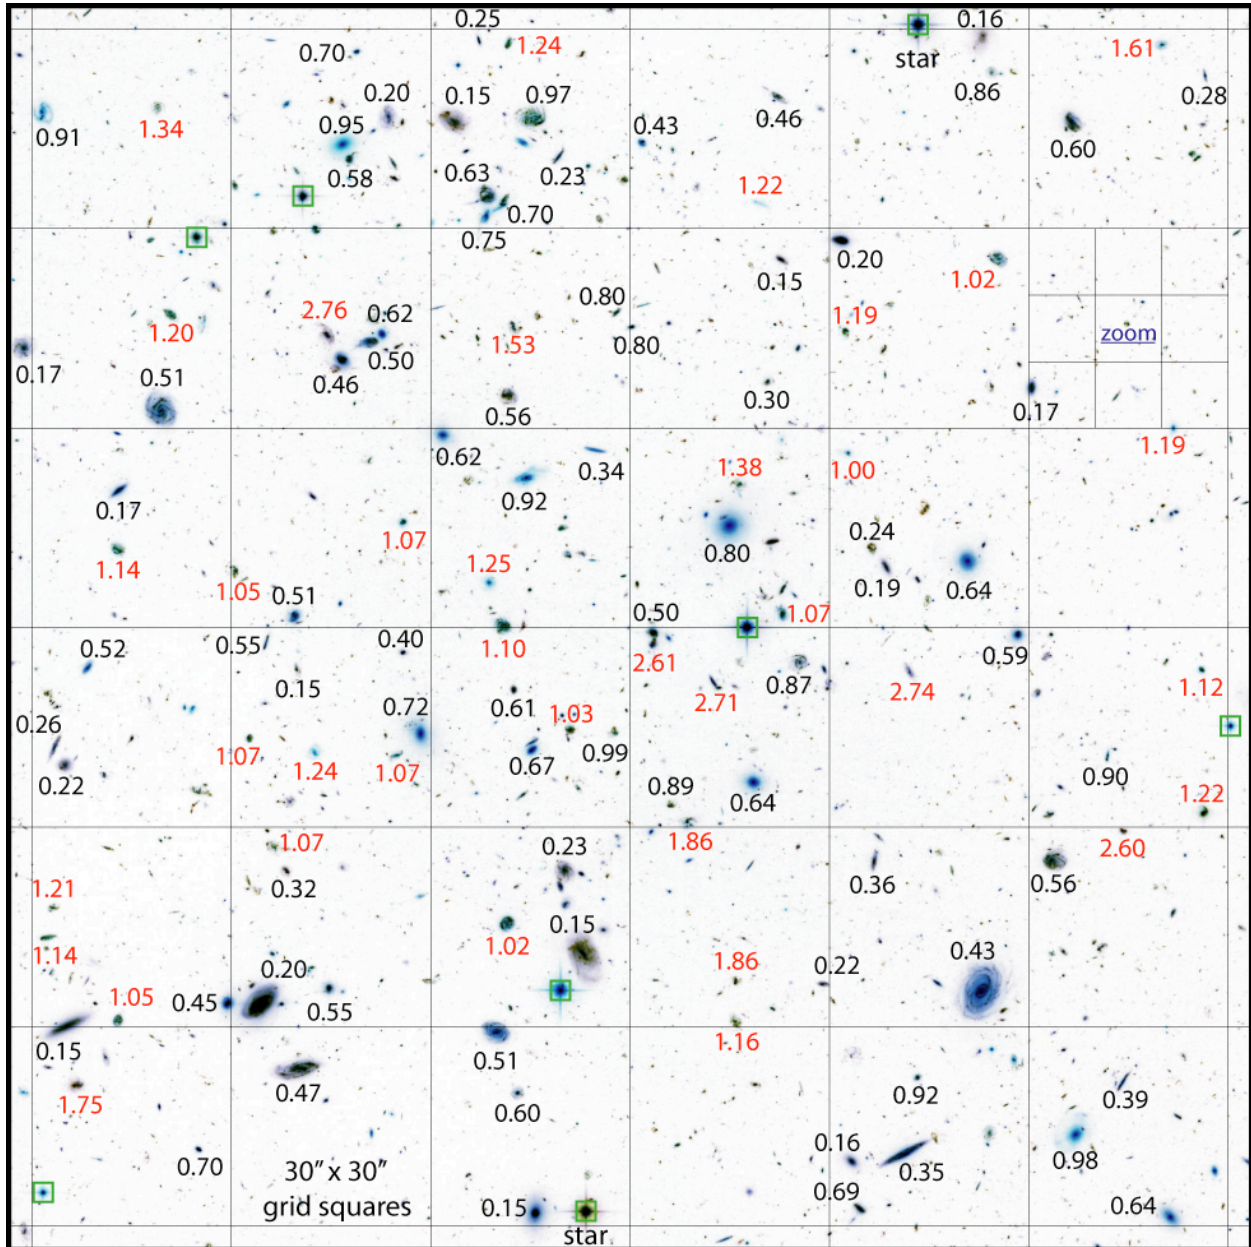 0.25 0.16
0.70 1.24 star 1.61
0.20 0.15 0.97 0.86 0.28
0.91 1.34 0.95 0.43 0.46 0.60
0.58 0.63 0.23 1.22
0.70
0.75
0.20 0.15 1.02
2.76 0.62 0.80 1.19
1.20 1.53 0.80 zoom
0.17 0.51 0.46 0.50 0.56 0.30 0.17
0.62 0.34 1.38 1.00 1.19
0.17 0.92
1.07 0.80 0.24
1.14 1.05 0.51 1.25 0.50 1.07 0.19 0.64
0.52 0.55 0.40 1.10 2.61 0.59
0.15 2.71 0.87 2.74 1.12
0.26 0.72 0.61 1.03
0.22 1.07 1.24 1.07 0.67 0.99 0.89 0.64 0.90 1.22
1.07 0.23 1.86 2.60
1.21 0.32 0.36 0.56
1.14 0.20 1.02 0.15 1.86 0.22 0.43
1.05 0.45 0.55
0.15 0.51 1.16
1.75 0.47 0.60 0.92 0.39
0.70 0.16 0.35 0.98
30" x 30" 0.69
grid squares 0.15 0.64
star